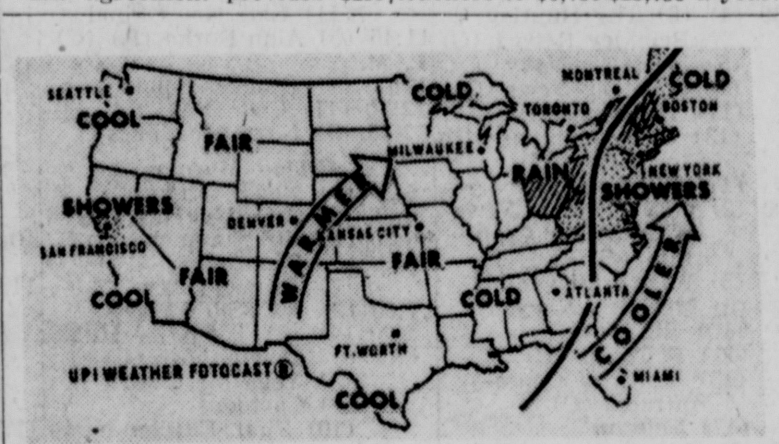 MONTREAL
COLD
SEATTLE
COLD
TORONTO
BOSTON
COOL
FAIR
MILWAUKEE
RAIN
NEW YORK
SHOWERS
WARMER
SHOWERS
DENVER
KANSAS CITY
SAN FRANCISCO
FAIR
FAIR
COOLER
COOL
COLD
ATLANTA
FT. WORTH
UPI WEATHER FOTOCAST
MIAMI
COOL